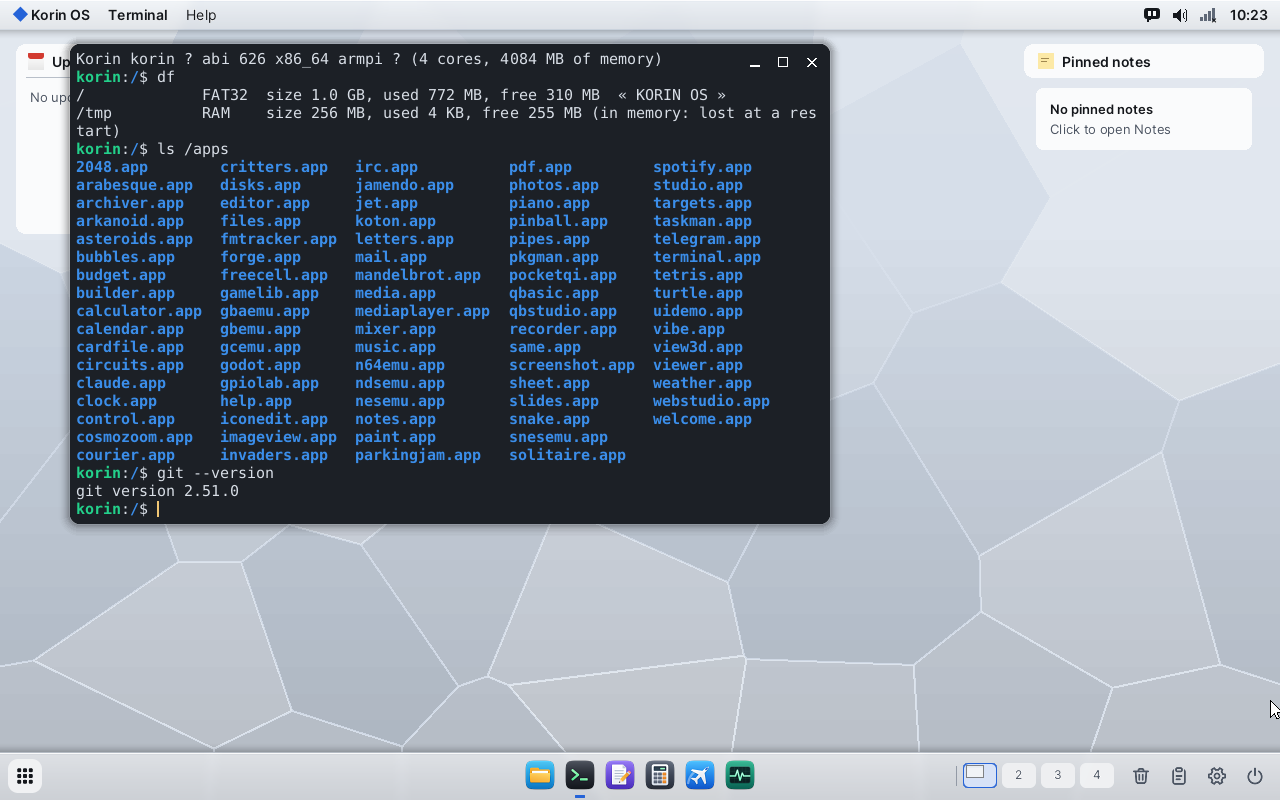 Korin OS Terminal Help 10:23
Korin korin ? abi 626 x86_64 armpi ? (4 cores, 4084 MB of memory)
korin:/$ df
/ FAT32 size 1.0 GB, used 772 MB, free 310 MB « KORIN OS »
/tmp RAM size 256 MB, used 4 KB, free 255 MB (in memory: lost at a res
tart)
korin:/$ ls /apps
2048.app critters.app irc.app pdf.app spotify.app
arabesque.app disks.app jamendo.app photos.app studio.app
archiver.app editor.app jet.app piano.app targets.app
arkanoid.app files.app koton.app pinball.app taskman.app
asteroids.app fmtracker.app letters.app pipes.app telegram.app
bubbles.app forge.app mail.app pkgman.app terminal.app
budget.app freecell.app mandelbrot.app pocketqi.app tetris.app
builder.app gamelib.app media.app qbasic.app turtle.app
calculator.app gbaemu.app mediaplayer.app qbstudio.app uidemo.app
calendar.app gbemu.app mixer.app recorder.app vibe.app
cardfile.app gcemu.app music.app same.app view3d.app
circuits.app godot.app n64emu.app screenshot.app viewer.app
claude.app gpiolab.app ndsemu.app sheet.app weather.app
clock.app help.app nesemu.app slides.app webstudio.app
control.app iconedit.app notes.app snake.app welcome.app
cosmozoom.app imageview.app paint.app snesemu.app
courier.app invaders.app parkingjam.app solitaire.app
korin:/$ git --version
git version 2.51.0
korin:/$
Up
No upc
Pinned notes
No pinned notes
Click to open Notes
2 3 4